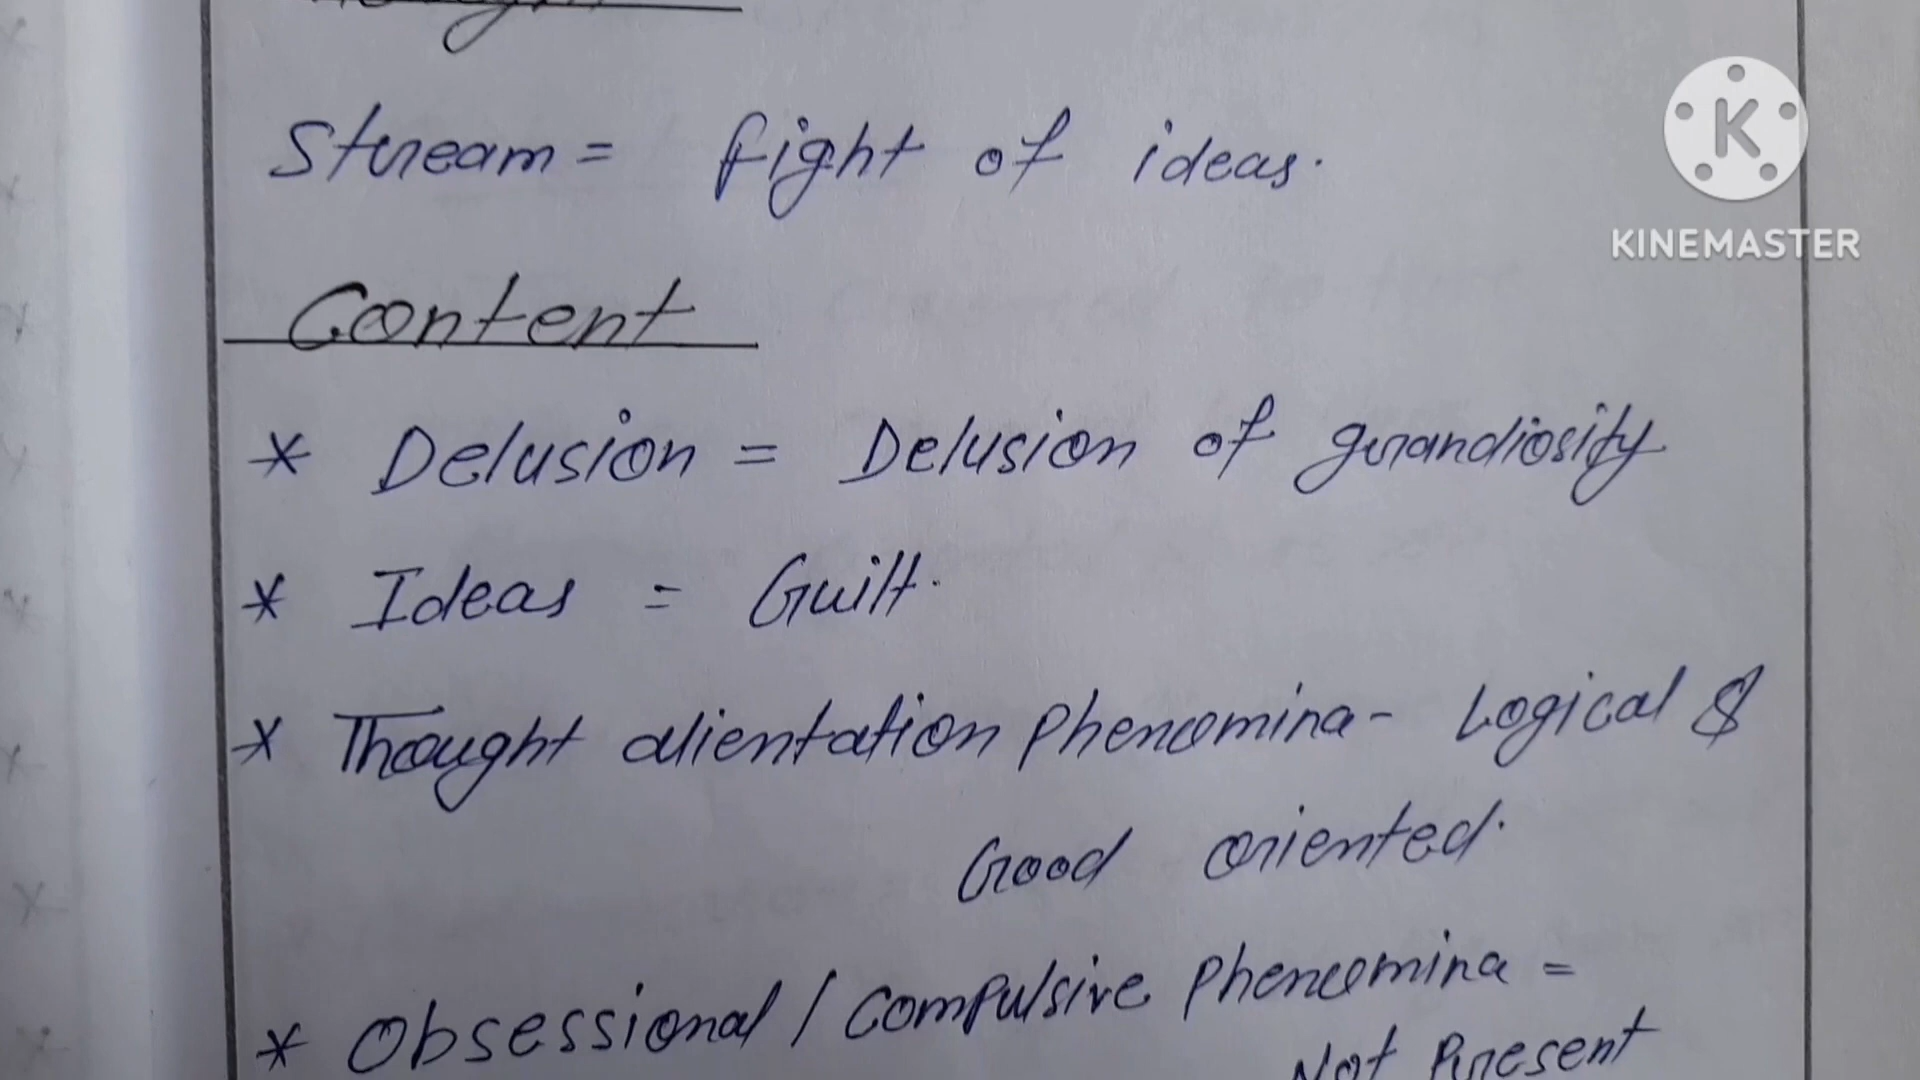 Stream = fight of ideas.
KINEMASTER
Content
* Delusion = Delusion of grandiosity
* Ideas = Guilt.
* Thought alientation phenomina - Logical &
Good oriented.
* Obsessional / compulsive phenomina =
Not Present